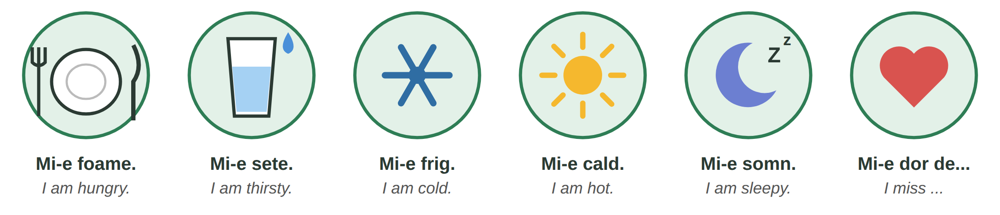 Z z
Mi-e foame.
I am hungry.
Mi-e sete.
I am thirsty.
Mi-e frig.
I am cold.
Mi-e cald.
I am hot.
Mi-e somn.
I am sleepy.
Mi-e dor de...
I miss ...